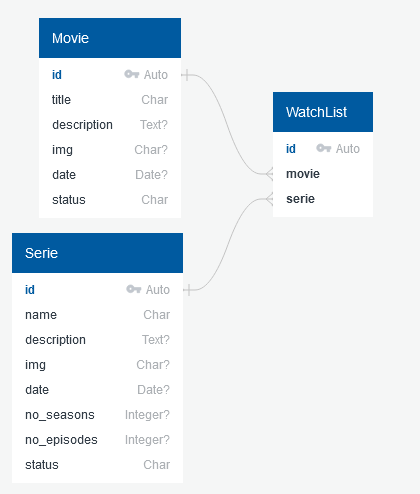 Movie
id Auto
title Char
description Text?
img Char?
date Date?
status Char
WatchList
id Auto
movie
serie
Serie
id Auto
name Char
description Text?
img Char?
date Date?
no_seasons Integer?
no_episodes Integer?
status Char